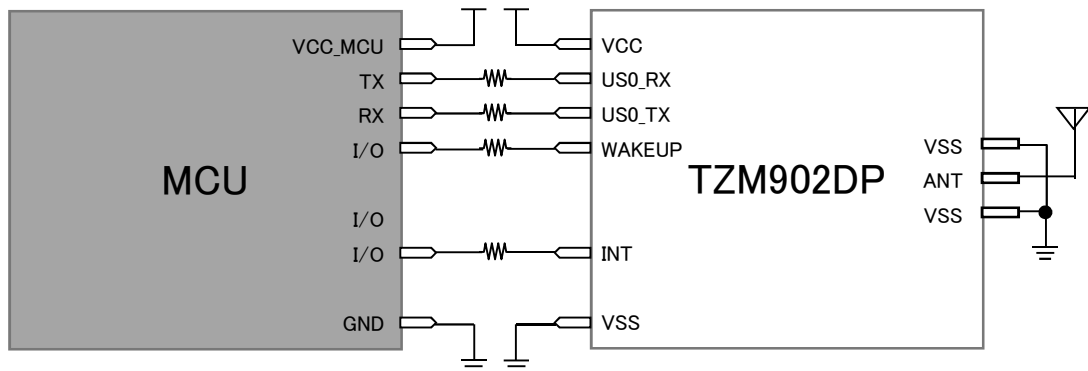 VCC_MCU
TX
RX
I/O
I/O
I/O
GND
MCU
VCC
US0_RX
US0_TX
WAKEUP
INT
VSS
TZM902DP
VSS
ANT
VSS